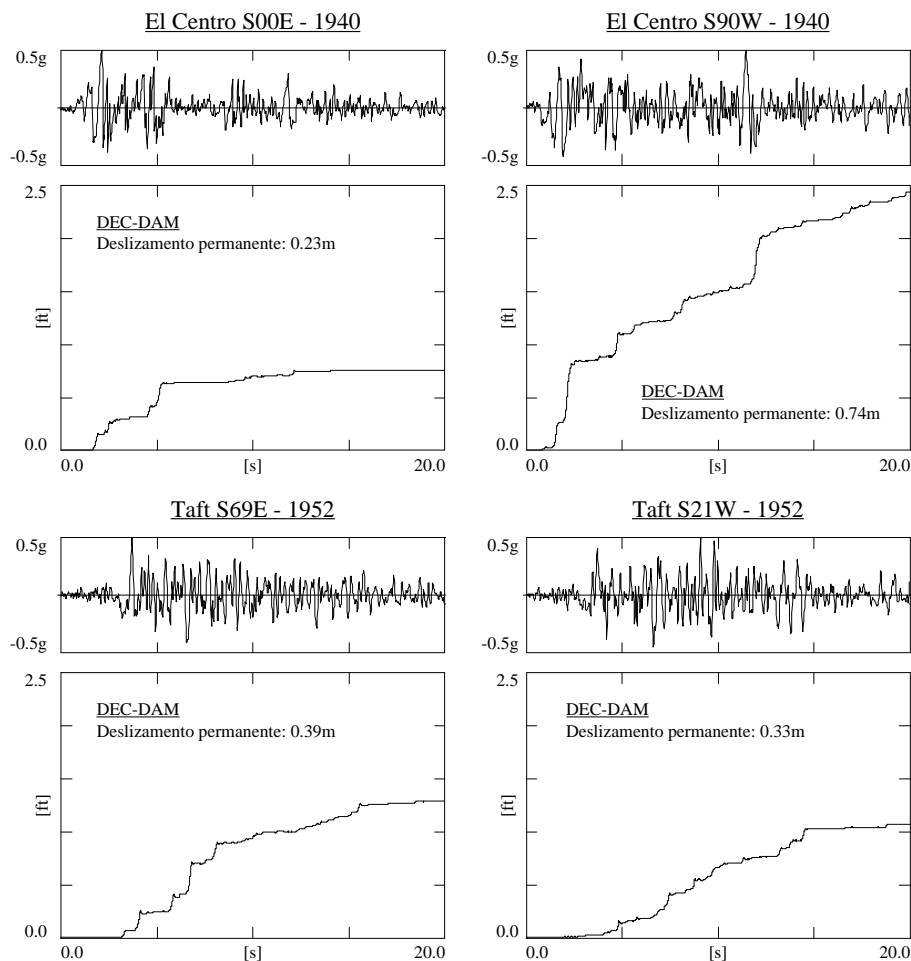 El Centro S00E - 1940
0.5g
-0.5g
2.5
DEC-DAM
Deslizamento permanente: 0.23m
[ft]
0.0
0.0
[s]
20.0
El Centro S90W - 1940
0.5g
-0.5g
2.5
[ft]
DEC-DAM
Deslizamento permanente: 0.74m
0.0
0.0
[s]
20.0
Taft S69E - 1952
0.5g
-0.5g
2.5
DEC-DAM
Deslizamento permanente: 0.39m
[ft]
0.0
0.0
[s]
20.0
Taft S21W - 1952
0.5g
-0.5g
2.5
DEC-DAM
Deslizamento permanente: 0.33m
[ft]
0.0
0.0
[s]
20.0